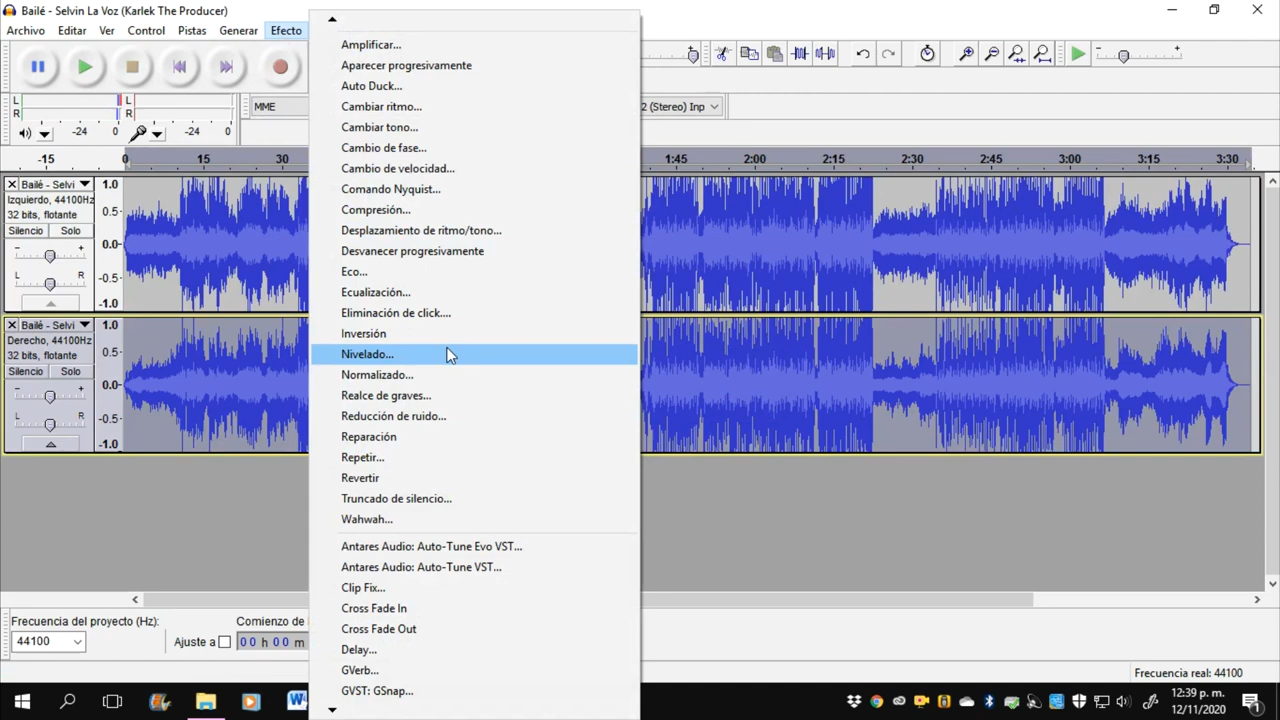 Bailé - Selvin La Voz (Karlek The Producer)
Archivo Editar Ver Control Pistas Generar Efecto
L
R
-24 0
L
R
-24 0
MME
2 (Stereo) Inp
-15 0 15 30 1:45 2:00 2:15 2:30 2:45 3:00 3:15 3:30
Bailé - Selvi
Izquierdo, 44100Hz
32 bits, flotante
Silencio Solo
- +
L R
1.0
0.5-
0.0-
-0.5-
-1.0
Bailé - Selvi
Derecho, 44100Hz
32 bits, flotante
Silencio Solo
- +
L R
1.0
0.5-
0.0-
-0.5-
-1.0
Amplificar...
Aparecer progresivamente
Auto Duck...
Cambiar ritmo...
Cambiar tono...
Cambio de fase...
Cambio de velocidad...
Comando Nyquist...
Compresión...
Desplazamiento de ritmo/tono...
Desvanecer progresivamente
Eco...
Ecualización...
Eliminación de click....
Inversión
Nivelado...
Normalizado...
Realce de graves...
Reducción de ruido...
Reparación
Repetir...
Revertir
Truncado de silencio...
Wahwah...
Antares Audio: Auto-Tune Evo VST...
Antares Audio: Auto-Tune VST...
Clip Fix...
Cross Fade In
Cross Fade Out
Delay...
GVerb...
GVST: GSnap...
Frecuencia del proyecto (Hz):
44100
Ajuste a
Comienzo de
0 0 h 0 0 m
Frecuencia real: 44100
12:39 p. m.
12/11/2020